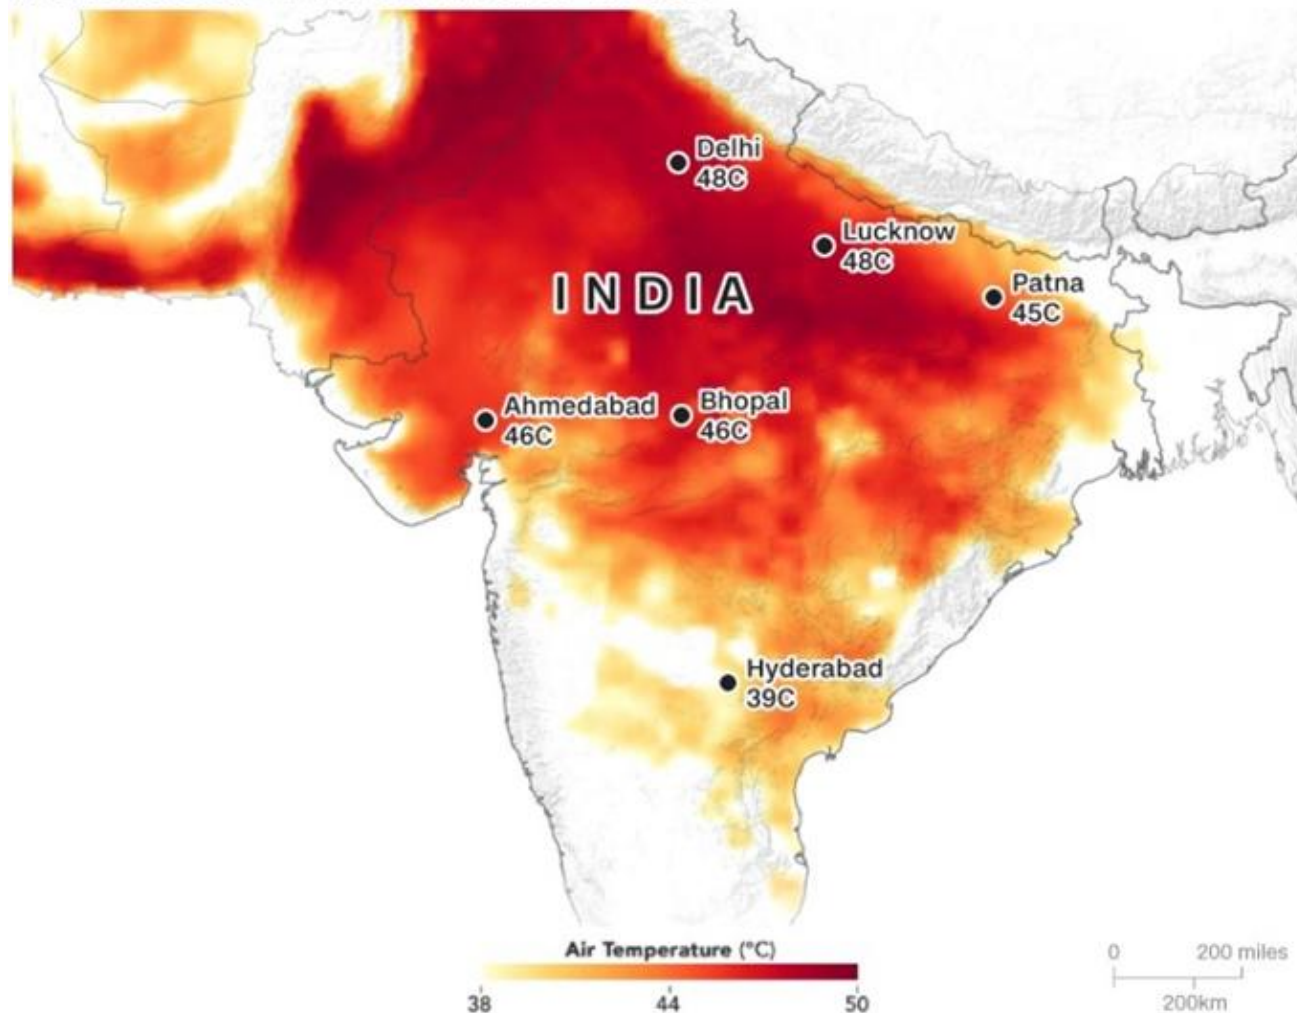 Delhi
48C
Lucknow
48C
INDIA
Patna
45C
Ahmedabad
46C
Bhopal
46C
Hyderabad
39C
Air Temperature (°C)
38 44 50
0 200 miles
200km